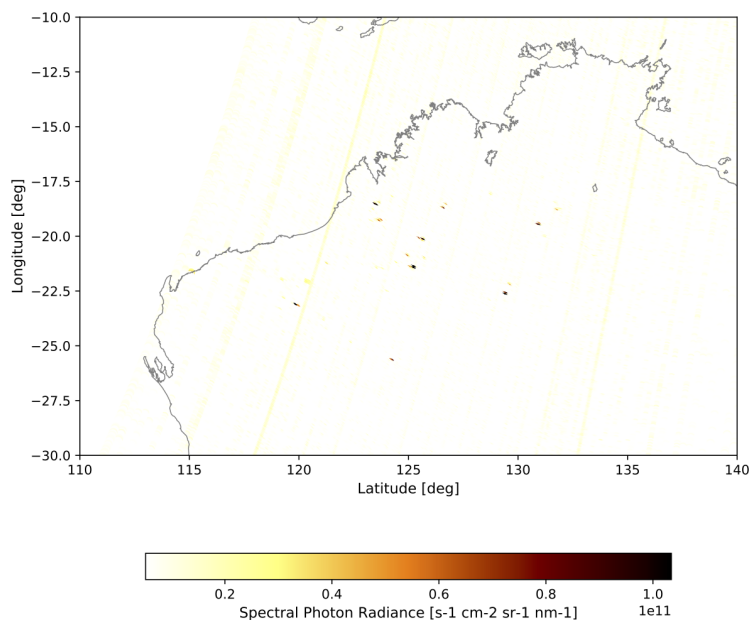 −10.0
−12.5
−15.0
−17.5
−20.0
−22.5
−25.0
−27.5
−30.0
Longitude [deg]
110 115 120 125 130 135 140
Latitude [deg]
0.2 0.4 0.6 0.8 1.0
1e11
Spectral Photon Radiance [s-1 cm-2 sr-1 nm-1]